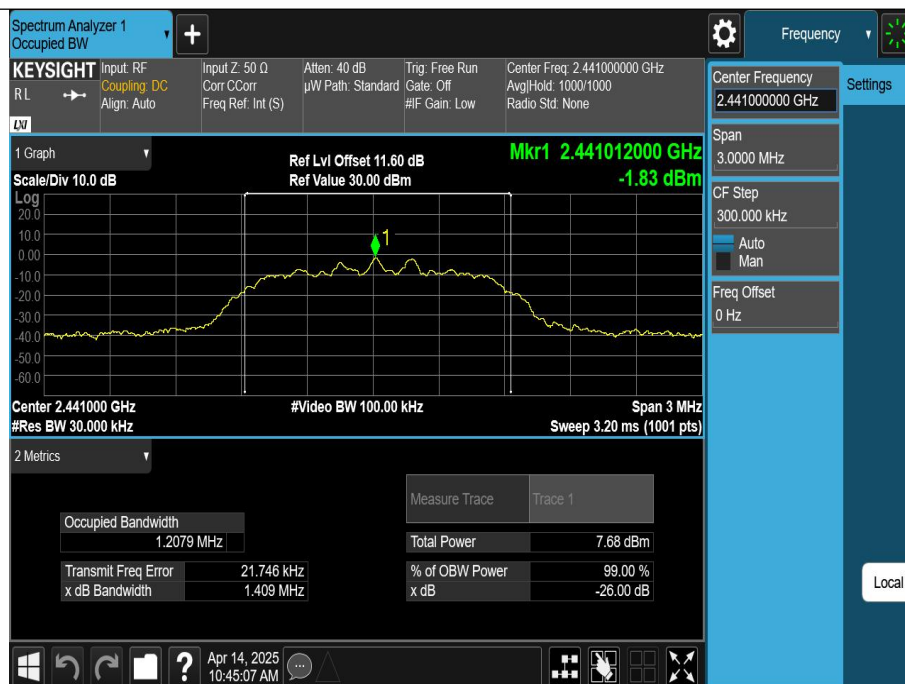 Spectrum Analyzer 1
Occupied BW
Frequency
KEYSIGHT
RL
LXI
Input: RF
Coupling: DC
Align: Auto
Input Z: 50 Ω
Corr CCorr
Freq Ref: Int (S)
Atten: 40 dB
µW Path: Standard
Trig: Free Run
Gate: Off
#IF Gain: Low
Center Freq: 2.441000000 GHz
Avg|Hold: 1000/1000
Radio Std: None
Center Frequency
2.441000000 GHz
Settings
Span
3.0000 MHz
CF Step
300.000 kHz
Auto
Man
Freq Offset
0 Hz
Local
1 Graph
Scale/Div 10.0 dB
Ref Lvl Offset 11.60 dB
Ref Value 30.00 dBm
Mkr1 2.441012000 GHz
-1.83 dBm
Log
20.0
10.0
0.00
-10.0
-20.0
-30.0
-40.0
-50.0
-60.0
1
Center 2.441000 GHz
#Res BW 30.000 kHz
#Video BW 100.00 kHz
Span 3 MHz
Sweep 3.20 ms (1001 pts)
2 Metrics
Measure Trace
Trace 1
Occupied Bandwidth
1.2079 MHz
Total Power
7.68 dBm
Transmit Freq Error
21.746 kHz
% of OBW Power
99.00 %
x dB Bandwidth
1.409 MHz
x dB
-26.00 dB
?
Apr 14, 2025
10:45:07 AM